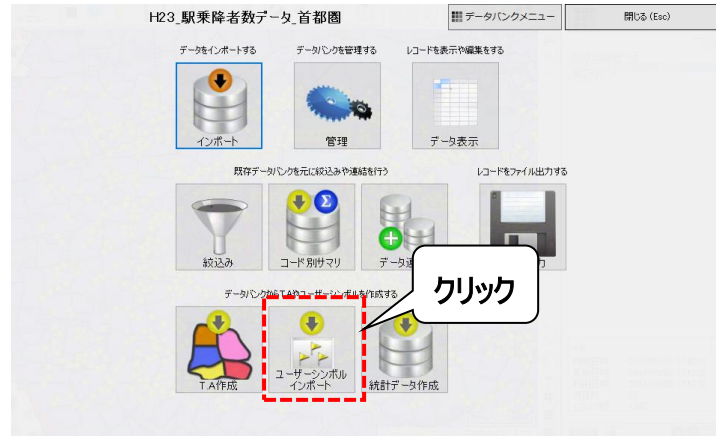 H23_駅乗降者数データ_首都圏
データバンクメニュー
閉じる(Esc)
データをインポートする
データバンクを管理する
レコードを表示や編集をする
インポート
管理
データ表示
既存データバンクを元に絞込みや連結を行う
レコードをファイル出力する
絞込み
コード別サマリ
データ
クリック
データバンクからT.Aやユーザーシンボルを作成する
T.A作成
ユーザーシンボル
インポート
統計データ作成